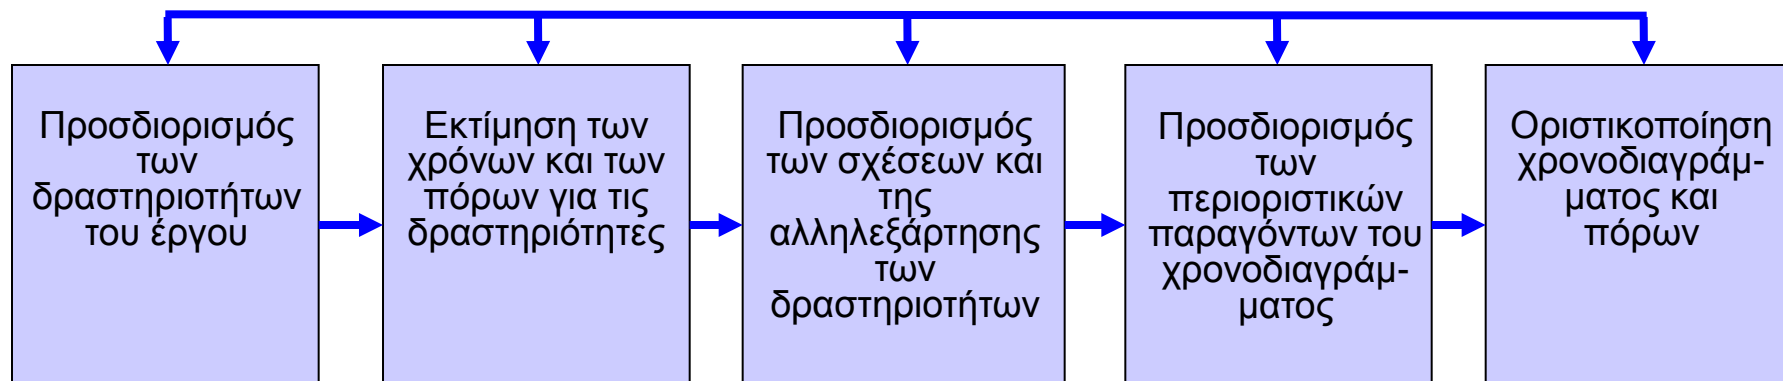 Προσδιορισμός
των
δραστηριοτήτων
του έργου
Εκτίμηση των
χρόνων και των
πόρων για τις
δραστηριότητες
Προσδιορισμός
των σχέσεων και
της
αλληλεξάρτησης
των
δραστηριοτήτων
Προσδιορισμός
των
περιοριστικών
παραγόντων του
χρονοδιαγράμ-
ματος
Οριστικοποίηση
χρονοδιαγράμ-
ματος και
πόρων